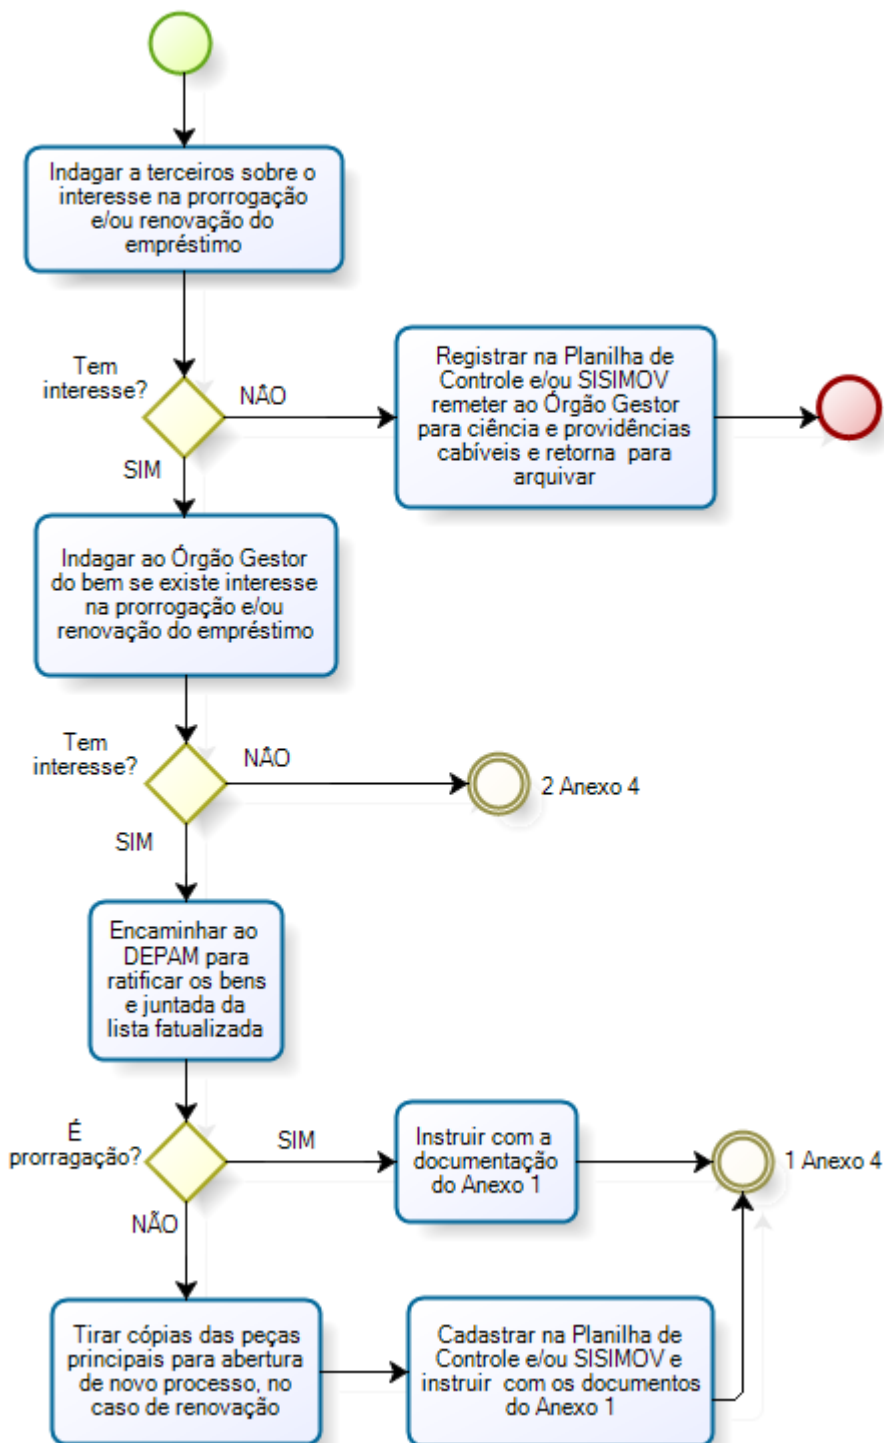 Indagar a terceiros sobre o
interesse na prorrogação
e/ou renovação do
empréstimo
Tem
interesse?
NÃO
Registrar na Planilha de
Controle e/ou SISIMOV
remeter ao Órgão Gestor
para ciência e providências
cabíveis e retorna para
arquivar
SIM
Indagar ao Órgão Gestor
do bem se existe interesse
na prorrogação e/ou
renovação do empréstimo
Tem
interesse?
NÃO
2 Anexo 4
SIM
Encaminhar ao
DEPAM para
ratificar os bens
e juntada da
lista fatualizada
É
prorragação?
SIM
Instruir com a
documentação
do Anexo 1
1 Anexo 4
NÃO
Tirar cópias das peças
principais para abertura
de novo processo, no
caso de renovação
Cadastrar na Planilha de
Controle e/ou SISIMOV e
instruir com os documentos
do Anexo 1